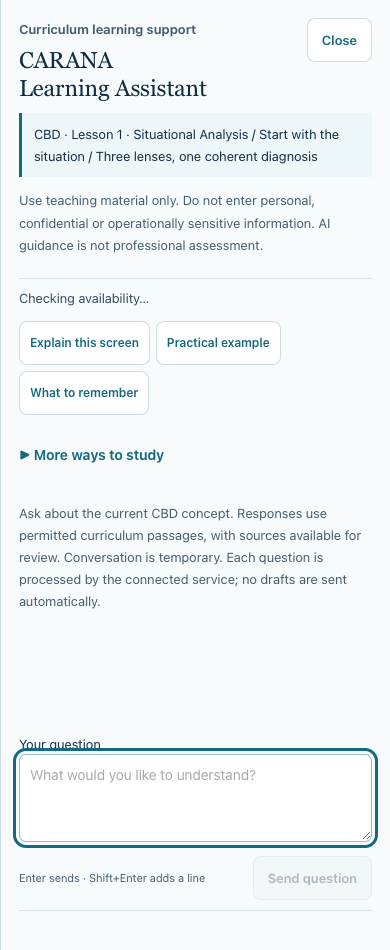 Curriculum learning support
Close
CARANA
Learning Assistant
CBD · Lesson 1 · Situational Analysis / Start with the
situation / Three lenses, one coherent diagnosis
Use teaching material only. Do not enter personal,
confidential or operationally sensitive information. AI
guidance is not professional assessment.
Checking availability…
Explain this screen
Practical example
What to remember
▶ More ways to study
Ask about the current CBD concept. Responses use
permitted curriculum passages, with sources available for
review. Conversation is temporary. Each question is
processed by the connected service; no drafts are sent
automatically.
Your question
What would you like to understand?
Enter sends · Shift+Enter adds a line
Send question